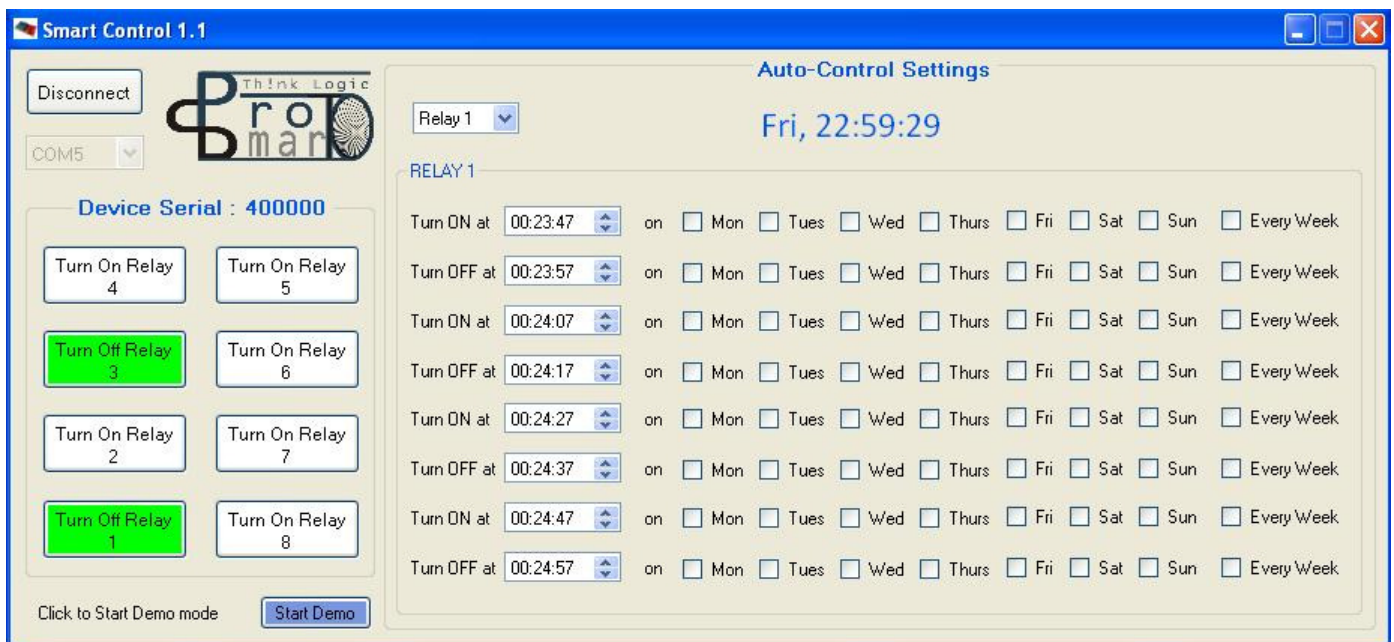 Smart Control 1.1
Disconnect
COM5
Th!nk Logic
Pro
Smart
Device Serial : 400000
Turn On Relay
4
Turn On Relay
5
Turn Off Relay
3
Turn On Relay
6
Turn On Relay
2
Turn On Relay
7
Turn Off Relay
1
Turn On Relay
8
Click to Start Demo mode
Start Demo
Auto-Control Settings
Relay 1
Fri, 22:59:29
RELAY 1
Turn ON at 00:23:47 on Mon Tues Wed Thurs Fri Sat Sun Every Week
Turn OFF at 00:23:57 on Mon Tues Wed Thurs Fri Sat Sun Every Week
Turn ON at 00:24:07 on Mon Tues Wed Thurs Fri Sat Sun Every Week
Turn OFF at 00:24:17 on Mon Tues Wed Thurs Fri Sat Sun Every Week
Turn ON at 00:24:27 on Mon Tues Wed Thurs Fri Sat Sun Every Week
Turn OFF at 00:24:37 on Mon Tues Wed Thurs Fri Sat Sun Every Week
Turn ON at 00:24:47 on Mon Tues Wed Thurs Fri Sat Sun Every Week
Turn OFF at 00:24:57 on Mon Tues Wed Thurs Fri Sat Sun Every Week